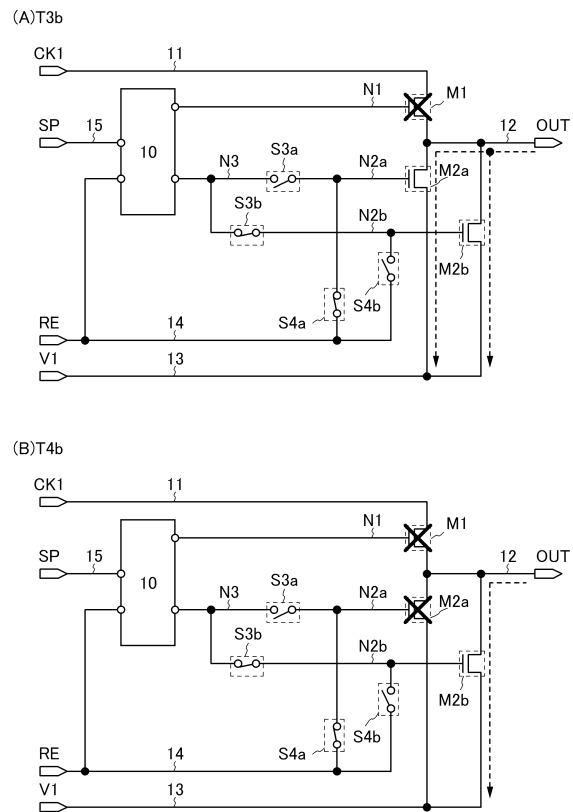 (A)T3b
CK1
11
N1
M1
SP
15
10
12
OUT
N3
S3a
N2a
M2a
S3b
N2b
M2b
S4a
S4b
RE
14
V1
13
(B)T4b
CK1
11
N1
M1
SP
15
10
12
OUT
N3
S3a
N2a
M2a
S3b
N2b
M2b
S4a
S4b
RE
14
V1
13